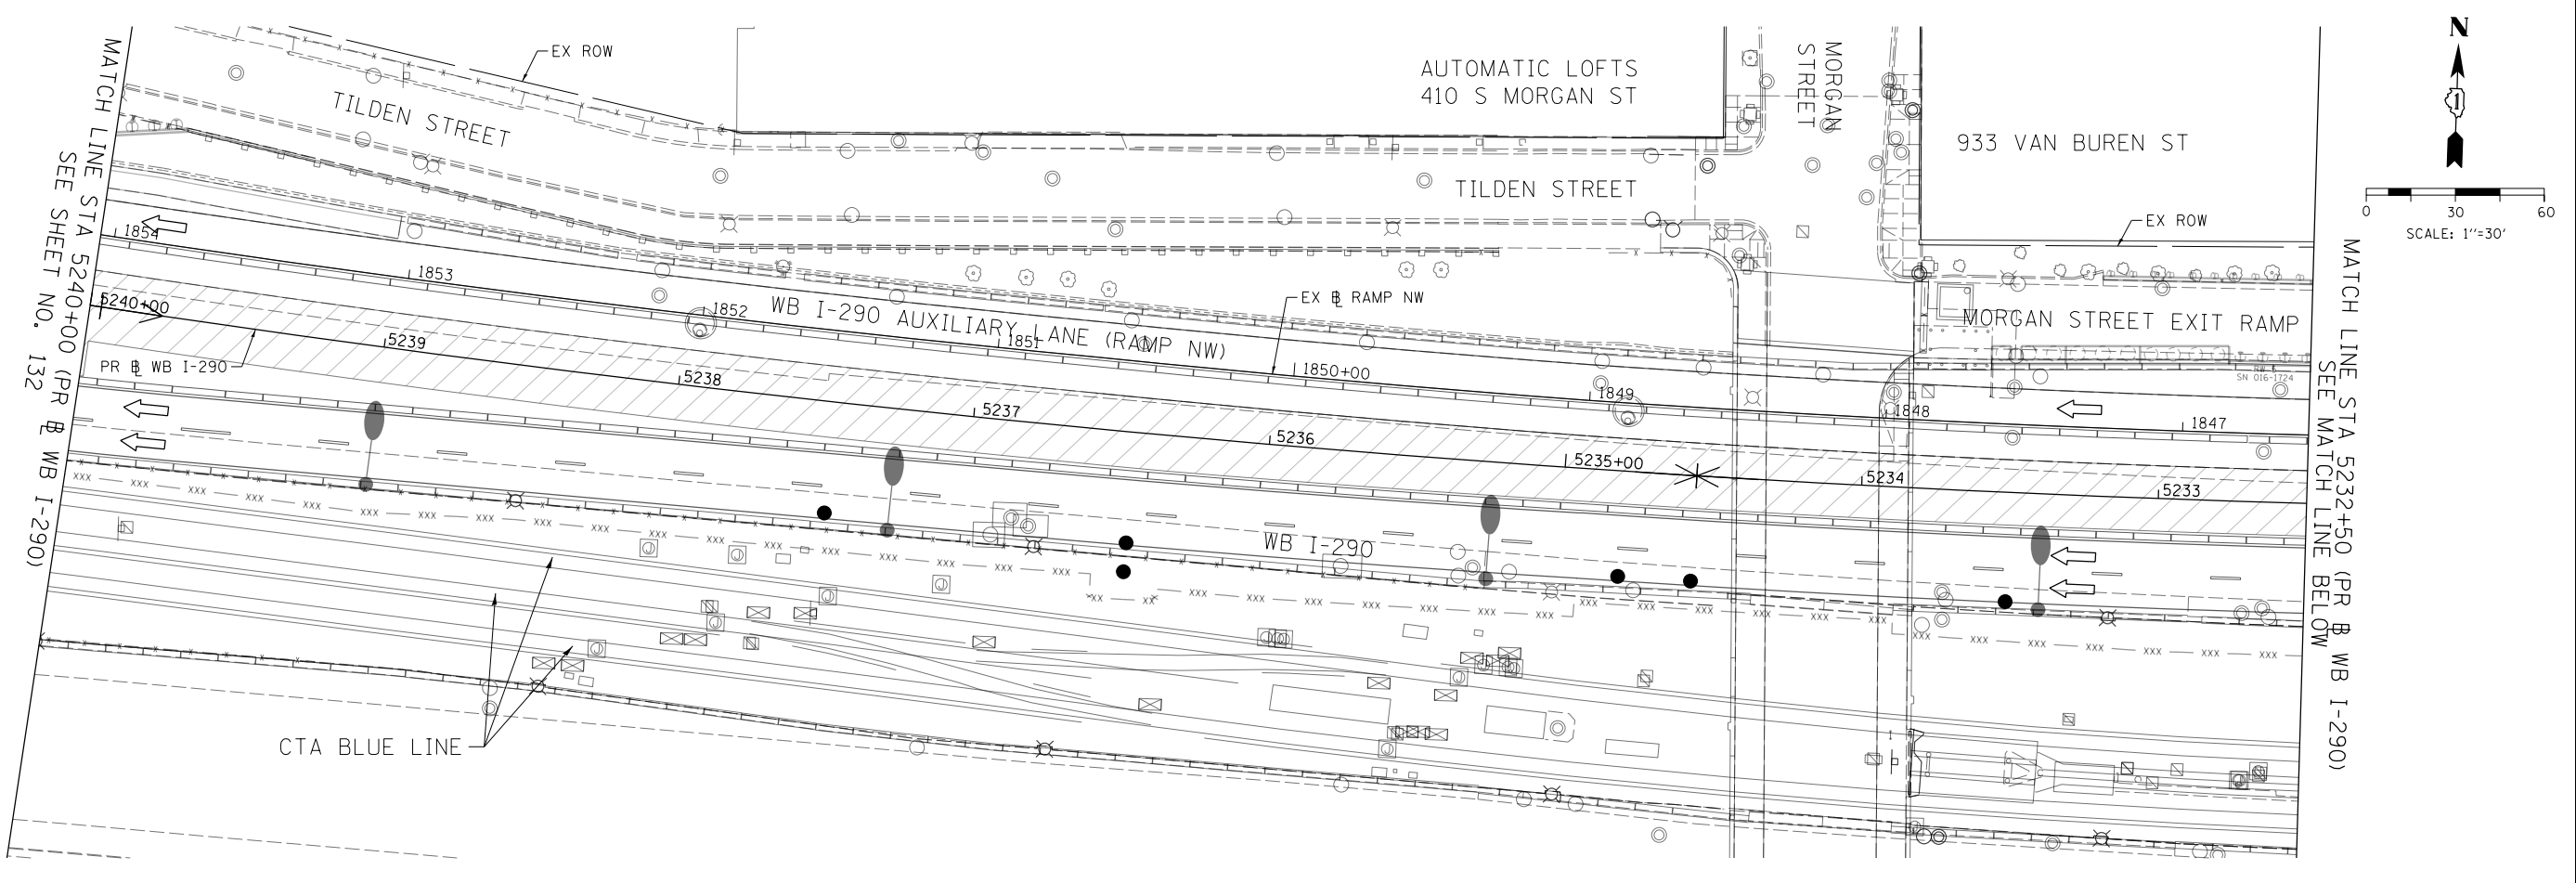 N
EX ROW
AUTOMATIC LOFTS
410 S MORGAN ST
MORGAN
STREET
933 VAN BUREN ST
TILDEN STREET
TILDEN STREET
EX ROW
0 30 60
SCALE: 1''=30'
MATCH LINE STA 5240+00 (PR B WB I-290)
SEE SHEET NO. 132
1854
1853
1852
1851
1850+00
1849
1848
1847
WB I-290 AUXILIARY LANE (RAMP NW)
EX B RAMP NW
MORGAN STREET EXIT RAMP
SN 016-1724
5240+00
5239
5238
5237
5236
5235+00
5234
5233
PR B WB I-290
WB I-290
CTA BLUE LINE
MATCH LINE STA 5232+50 (PR B WB I-290)
SEE MATCH LINE BELOW